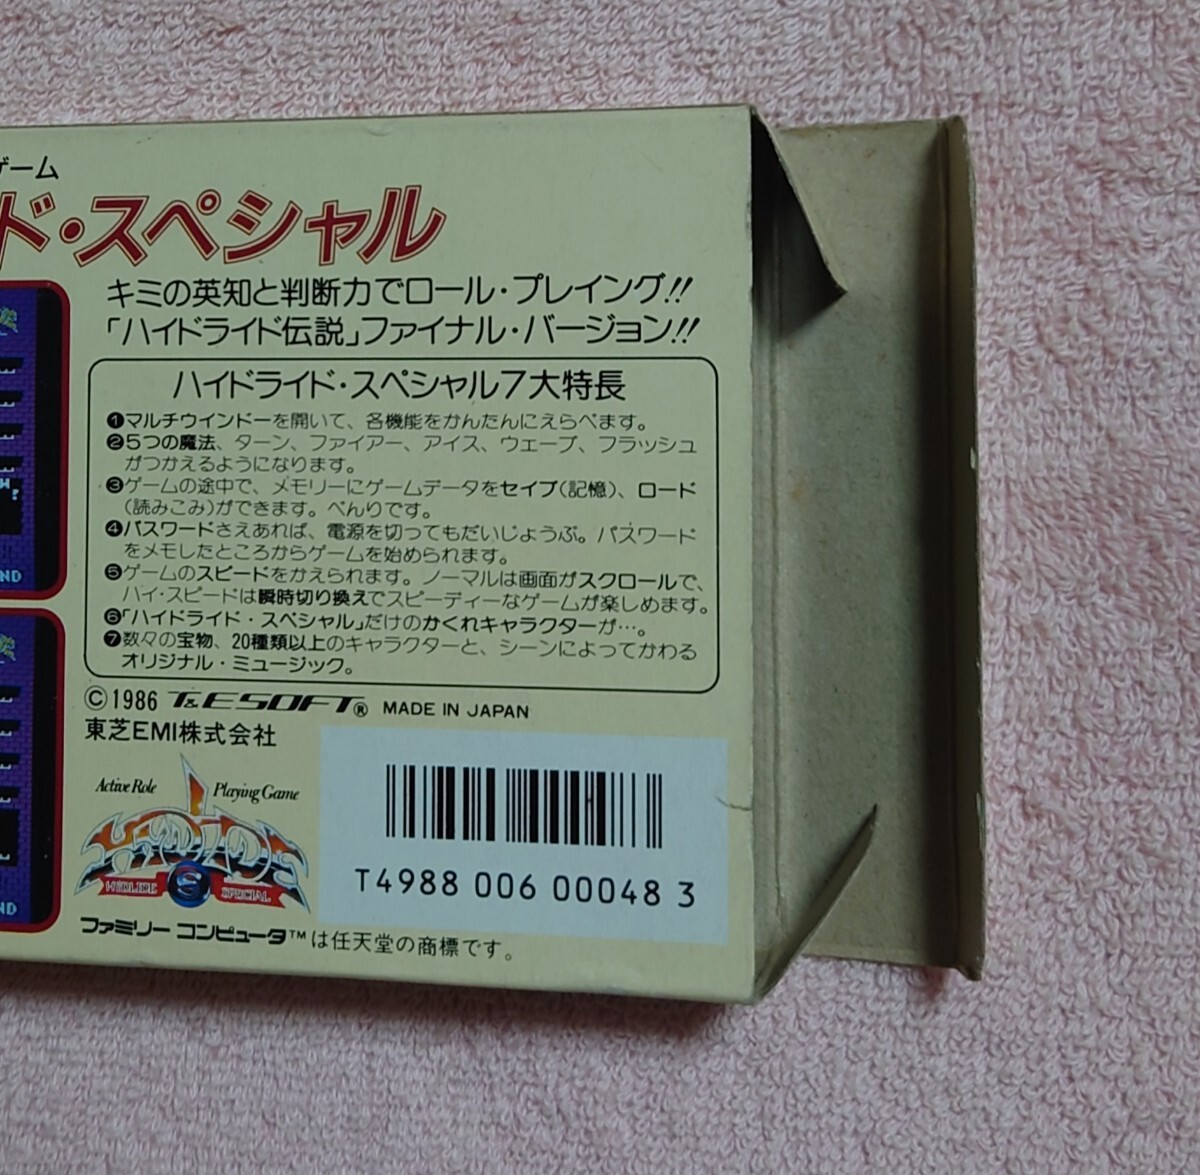 ゲーム
ド・スペシャル
キミの英知と判断力でロール・プレイング!!
「ハイドライド伝説」ファイナル・バージョン!!
ハイドライド・スペシャル7大特長
❶マルチウインドーを開いて、各機能をかんたんにえらべます。
❷5つの魔法、ターン、ファイアー、アイス、ウェーブ、フラッシュ
がつかえるようになります。
❸ゲームの途中で、メモリーにゲームデータをセイブ(記憶)、ロード
(読みこみ)ができます。べんりです。
❹パスワードさえあれば、電源を切ってもだいじょうぶ。パスワード
をメモしたところからゲームを始められます。
❺ゲームのスピードをかえられます。ノーマルは画面がスクロールで、
ハイ・スピードは瞬時切り換えでスピーディーなゲームが楽しめます。
❻「ハイドライド・スペシャル」だけのかくれキャラクターが…。
❼数々の宝物、20種類以上のキャラクターと、シーンによってかわる
オリジナル・ミュージック。
©1986 T&E SOFT® MADE IN JAPAN
東芝EMI株式会社
Active Role Playing Game
HYDLIDE
HYDLIDE S SPECIAL
T4988 006 00048 3
ファミリー コンピュータ™は任天堂の商標です。
ND
ND